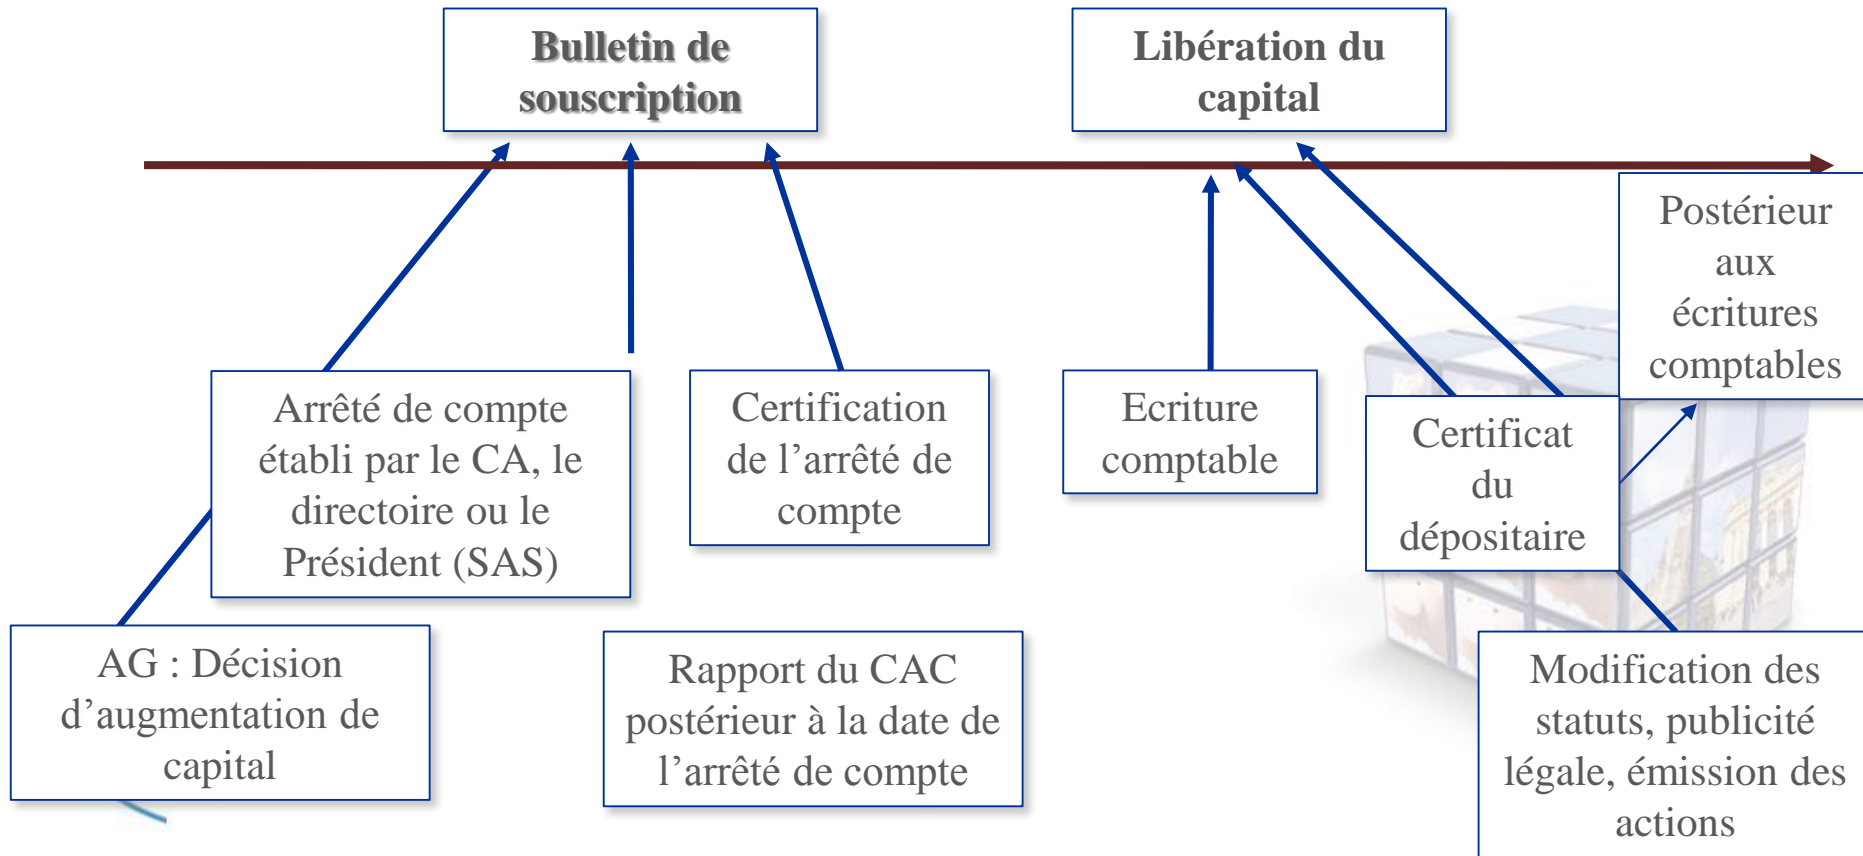 Bulletin de
souscription
Libération du
capital
Postérieur
aux
écritures
comptables
Arrêté de compte
établi par le CA, le
directoire ou le
Président (SAS)
Certification
de l’arrêté de
compte
Ecriture
comptable
Certificat
du
dépositaire
AG : Décision
d’augmentation de
capital
Rapport du CAC
postérieur à la date de
l’arrêté de compte
Modification des
statuts, publicité
légale, émission des
actions